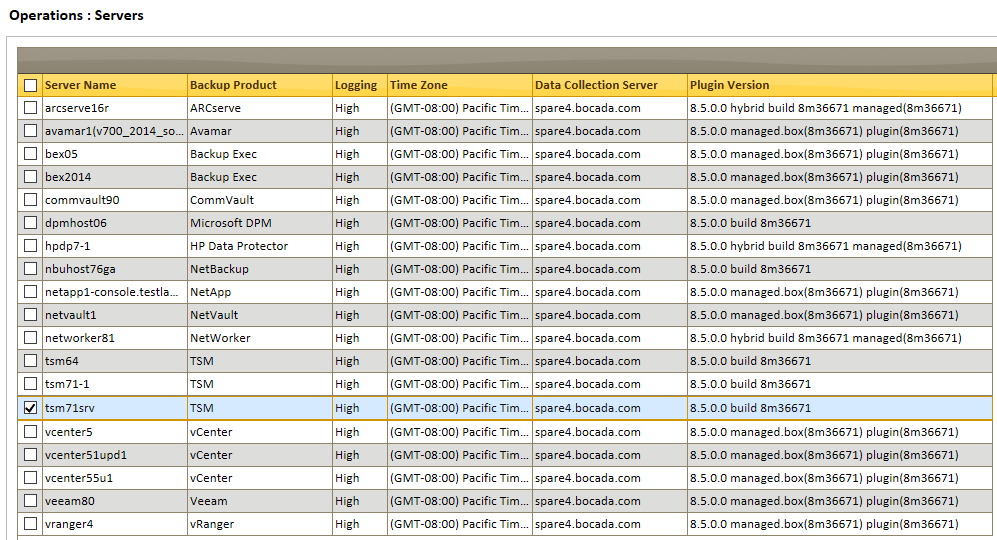 Operations : Servers
Server Name Backup Product Logging Time Zone Data Collection Server Plugin Version
arcserve16r ARCserve High (GMT-08:00) Pacific Tim... spare4.bocada.com 8.5.0.0 hybrid build 8m36671 managed(8m36671)
avamar1(v700_2014_so... Avamar High (GMT-08:00) Pacific Tim... spare4.bocada.com 8.5.0.0 managed.box(8m36671) plugin(8m36671)
bex05 Backup Exec High (GMT-08:00) Pacific Tim... spare4.bocada.com 8.5.0.0 managed.box(8m36671) plugin(8m36671)
bex2014 Backup Exec High (GMT-08:00) Pacific Tim... spare4.bocada.com 8.5.0.0 managed.box(8m36671) plugin(8m36671)
commvault90 CommVault High (GMT-08:00) Pacific Tim... spare4.bocada.com 8.5.0.0 managed.box(8m36671) plugin(8m36671)
dpmhost06 Microsoft DPM High (GMT-08:00) Pacific Tim... spare4.bocada.com 8.5.0.0 build 8m36671
hpdp7-1 HP Data Protector High (GMT-08:00) Pacific Tim... spare4.bocada.com 8.5.0.0 hybrid build 8m36671 managed(8m36671)
nbuhost76ga NetBackup High (GMT-08:00) Pacific Tim... spare4.bocada.com 8.5.0.0 build 8m36671
netapp1-console.testla... NetApp High (GMT-08:00) Pacific Tim... spare4.bocada.com 8.5.0.0 managed.box(8m36671) plugin(8m36671)
netvault1 NetVault High (GMT-08:00) Pacific Tim... spare4.bocada.com 8.5.0.0 managed.box(8m36671) plugin(8m36671)
networker81 NetWorker High (GMT-08:00) Pacific Tim... spare4.bocada.com 8.5.0.0 hybrid build 8m36671 managed(8m36671)
tsm64 TSM High (GMT-08:00) Pacific Tim... spare4.bocada.com 8.5.0.0 build 8m36671
tsm71-1 TSM High (GMT-08:00) Pacific Tim... spare4.bocada.com 8.5.0.0 build 8m36671
tsm71srv TSM High (GMT-08:00) Pacific Tim... spare4.bocada.com 8.5.0.0 build 8m36671
vcenter5 vCenter High (GMT-08:00) Pacific Tim... spare4.bocada.com 8.5.0.0 managed.box(8m36671) plugin(8m36671)
vcenter51upd1 vCenter High (GMT-08:00) Pacific Tim... spare4.bocada.com 8.5.0.0 managed.box(8m36671) plugin(8m36671)
vcenter55u1 vCenter High (GMT-08:00) Pacific Tim... spare4.bocada.com 8.5.0.0 managed.box(8m36671) plugin(8m36671)
veeam80 Veeam High (GMT-08:00) Pacific Tim... spare4.bocada.com 8.5.0.0 managed.box(8m36671) plugin(8m36671)
vranger4 vRanger High (GMT-08:00) Pacific Tim... spare4.bocada.com 8.5.0.0 managed.box(8m36671) plugin(8m36671)